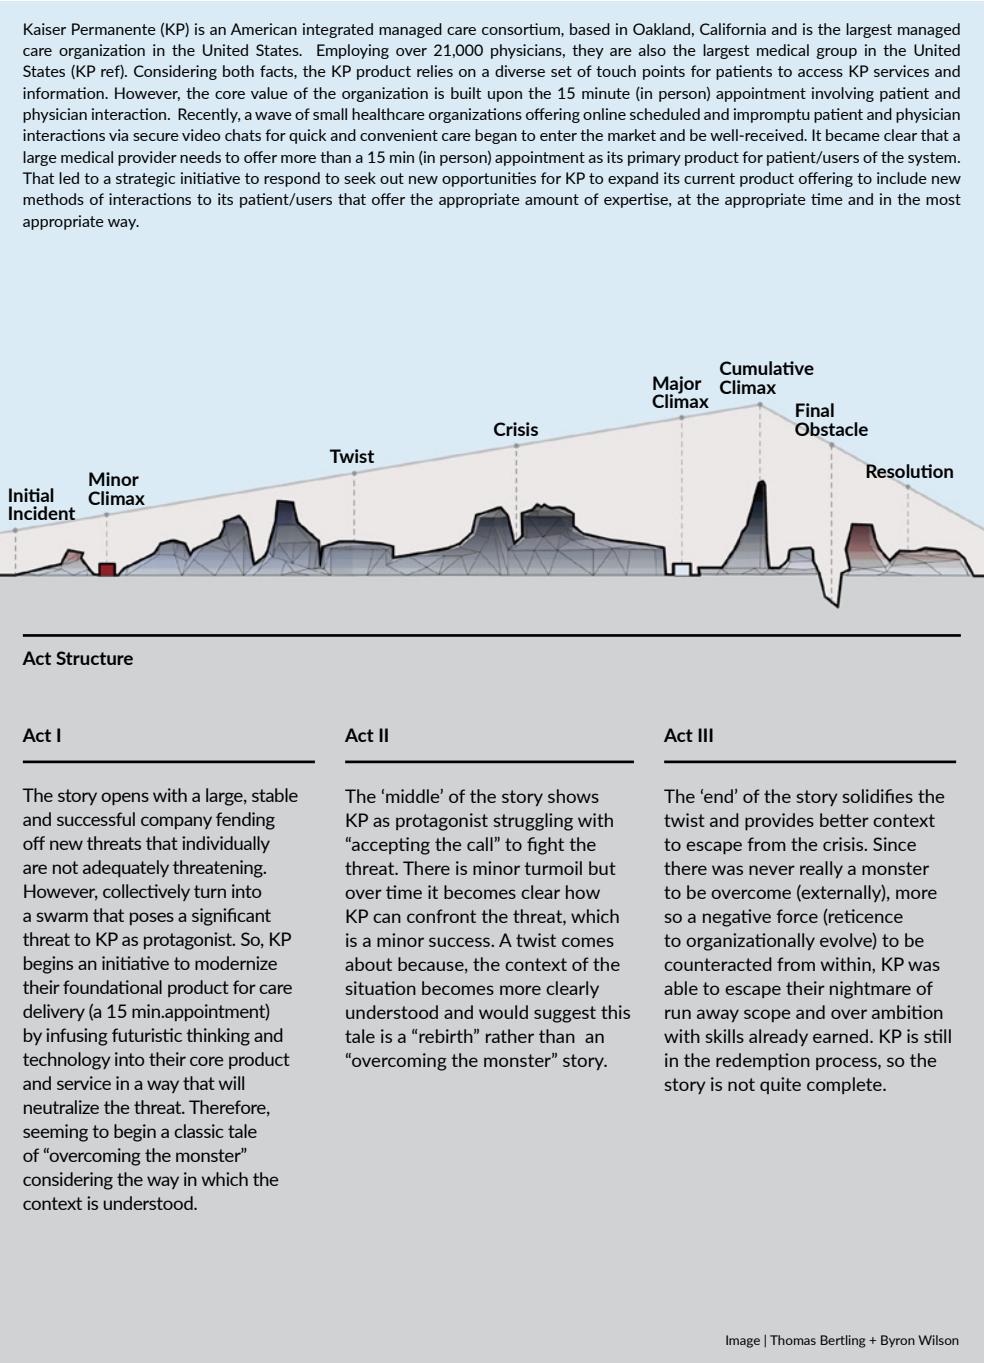 Kaiser Permanente (KP) is an American integrated managed care consortium, based in Oakland, California and is the largest managed
care organization in the United States.  Employing over 21,000 physicians, they are also the largest medical group in the United
States (KP ref). Considering both facts, the KP product relies on a diverse set of touch points for patients to access KP services and
information. However, the core value of the organization is built upon the 15 minute (in person) appointment involving patient and
physician interaction.  Recently, a wave of small healthcare organizations offering online scheduled and impromptu patient and physician
interactions via secure video chats for quick and convenient care began to enter the market and be well-received. It became clear that a
large medical provider needs to offer more than a 15 min (in person) appointment as its primary product for patient/users of the system.
That led to a strategic initiative to respond to seek out new opportunities for KP to expand its current product offering to include new
methods of interactions to its patient/users that offer the appropriate amount of expertise, at the appropriate time and in the most
appropriate way.
Initial
Incident
Minor
Climax
Twist
Crisis
Major
Climax
Cumulative
Climax
Final
Obstacle
Resolution
Act Structure
Act I
The story opens with a large, stable
and successful company fending
off new threats that individually
are not adequately threatening.
However, collectively turn into
a swarm that poses a significant
threat to KP as protagonist. So, KP
begins an initiative to modernize
their foundational product for care
delivery (a 15 min.appointment)
by infusing futuristic thinking and
technology into their core product
and service in a way that will
neutralize the threat. Therefore,
seeming to begin a classic tale
of “overcoming the monster”
considering the way in which the
context is understood.
Act II
The ‘middle’ of the story shows
KP as protagonist struggling with
“accepting the call” to fight the
threat. There is minor turmoil but
over time it becomes clear how
KP can confront the threat, which
is a minor success. A twist comes
about because, the context of the
situation becomes more clearly
understood and would suggest this
tale is a “rebirth” rather than  an
“overcoming the monster” story.
Act III
The ‘end’ of the story solidifies the
twist and provides better context
to escape from the crisis. Since
there was never really a monster
to be overcome (externally), more
so a negative force (reticence
to organizationally evolve) to be
counteracted from within, KP was
able to escape their nightmare of
run away scope and over ambition
with skills already earned. KP is still
in the redemption process, so the
story is not quite complete.
Image | Thomas Bertling + Byron Wilson